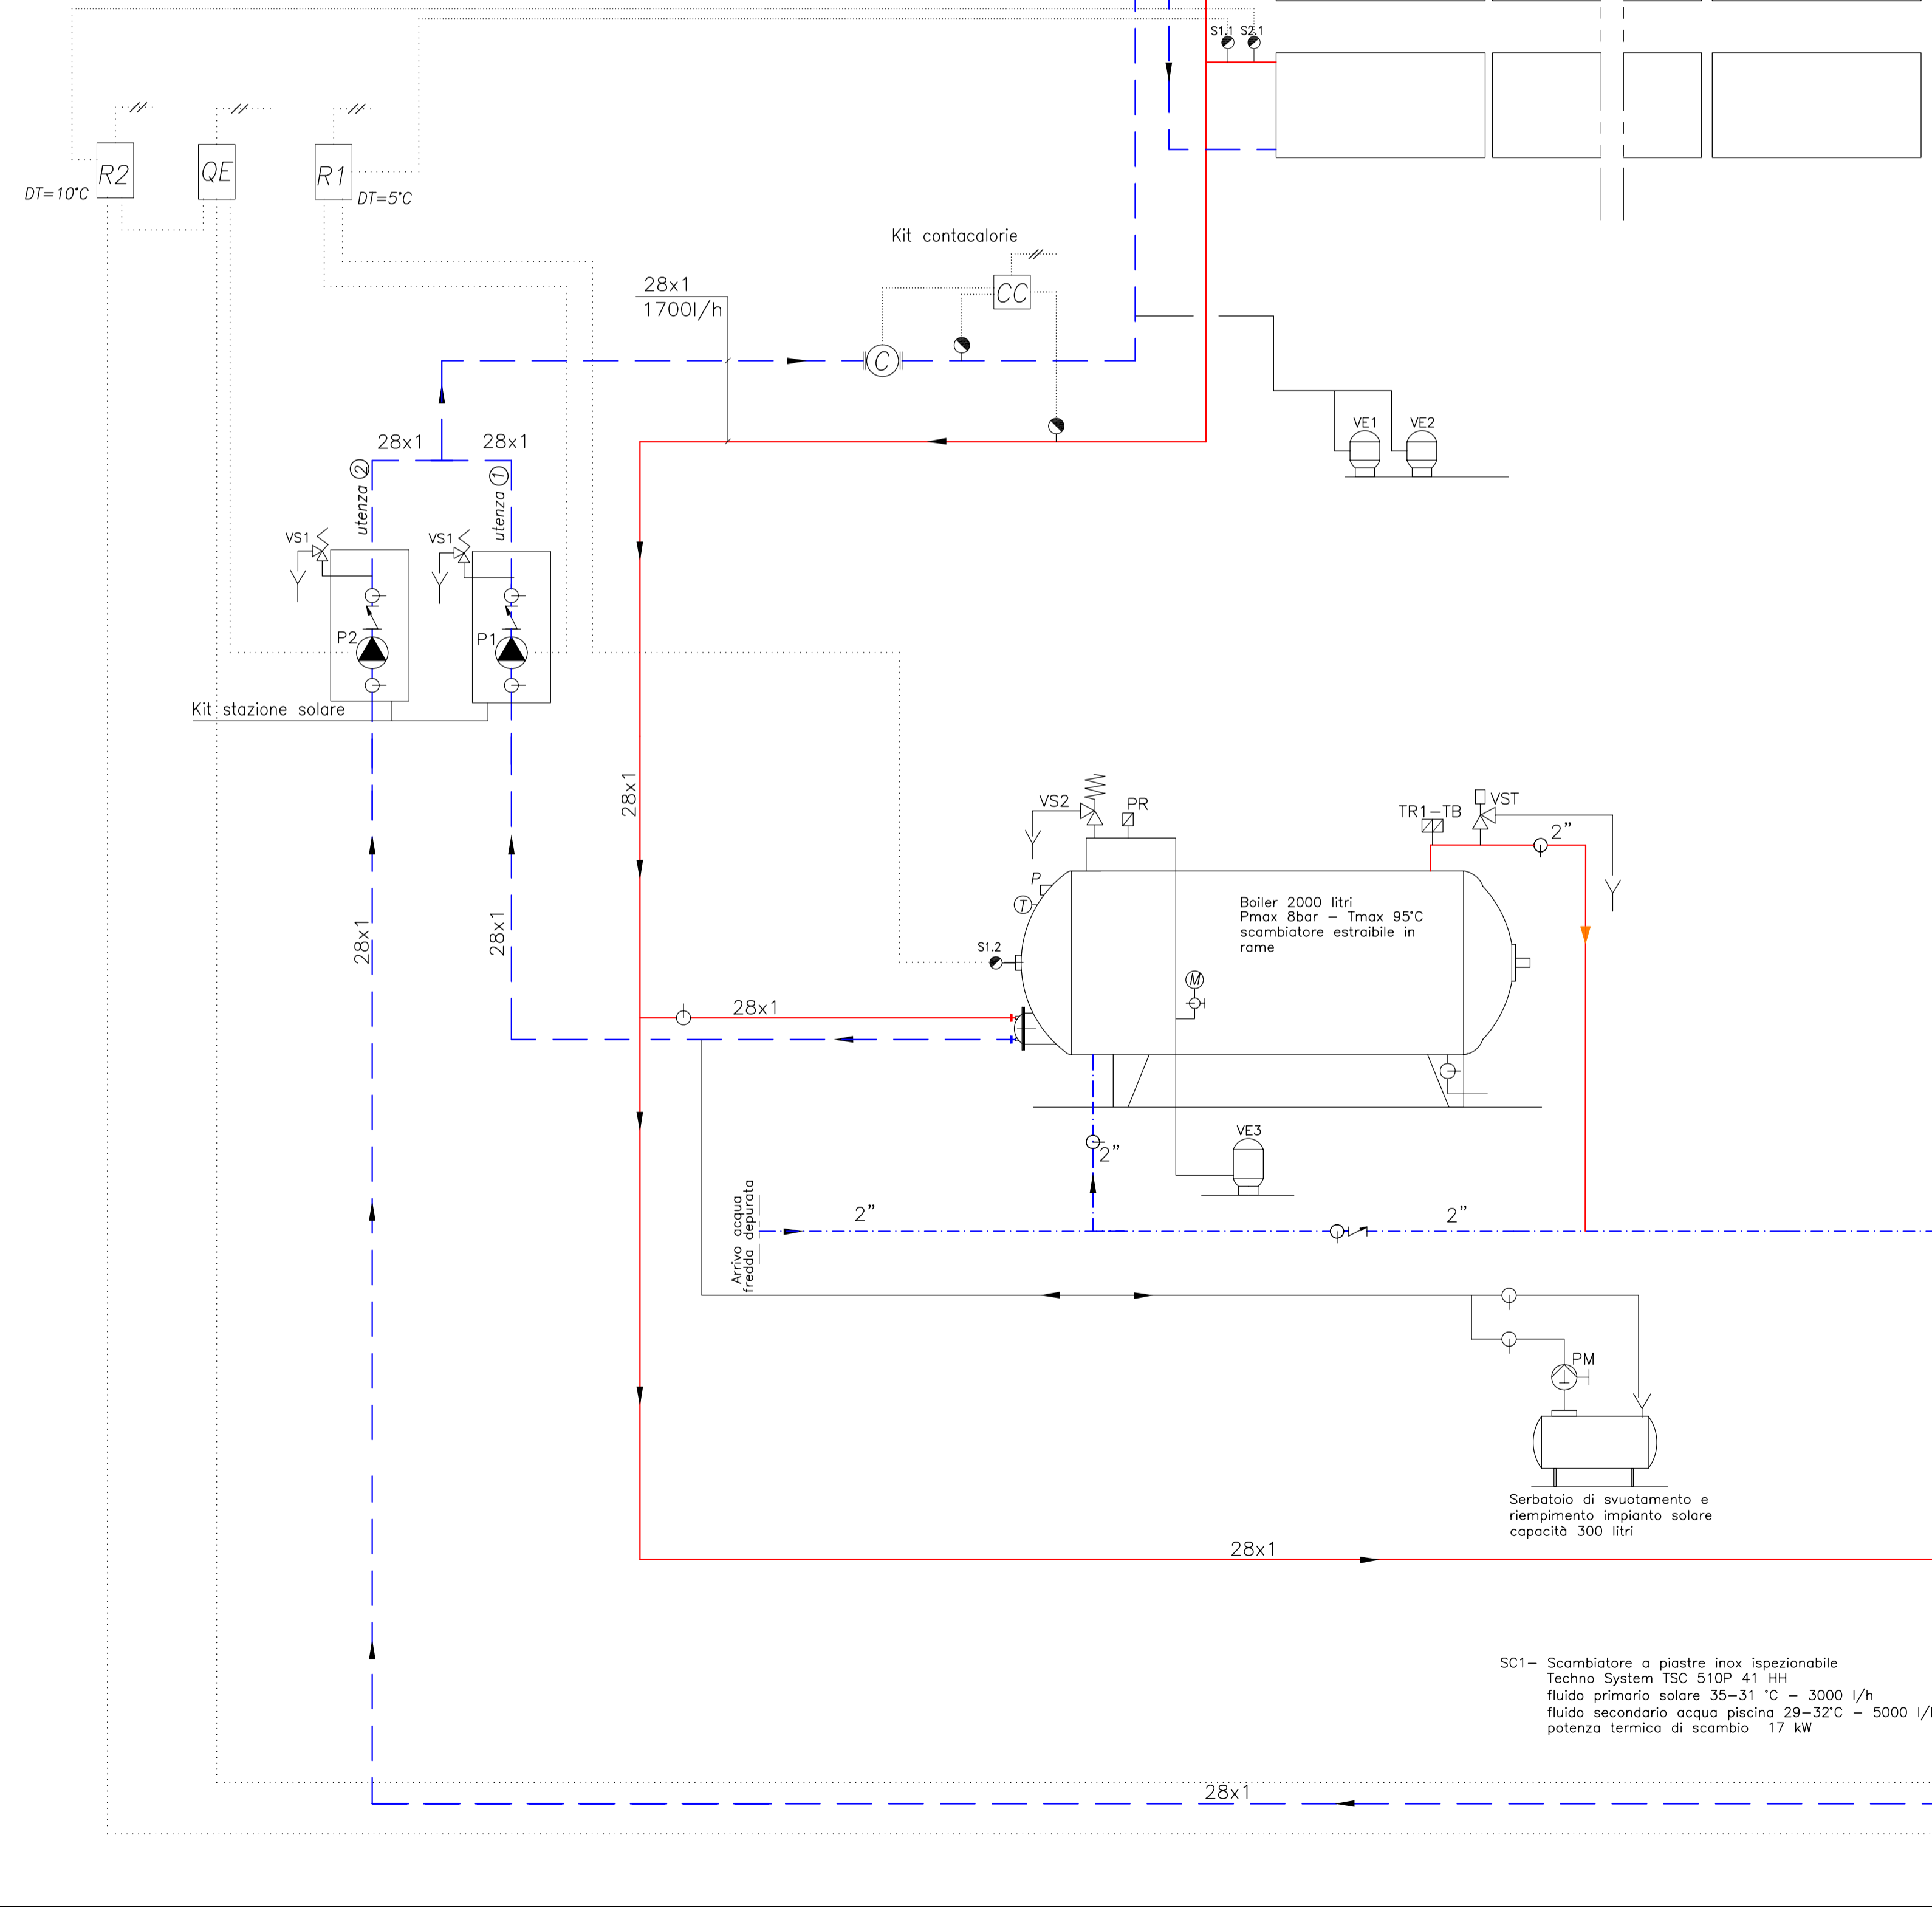 S1.1 S2.1
R2
QE
R1
DT=10°C
DT=5°C
Kit contacalorie
28x1
1700l/h
CC
C
VE1
VE2
28x1
28x1
utenza 2
utenza 1
VS1
VS1
P2
P1
Kit stazione solare
28x1
VS2
PR
TR1-TB
VST
2"
P
T
Boiler 2000 litri
Pmax 8bar - Tmax 95°C
scambiatore estraibile in
rame
28x1
28x1
S1.2
M
28x1
VE3
2"
Arrivo acqua
fredda depurata
2"
2"
PM
Serbatoio di svuotamento e
riempimento impianto solare
capacità 300 litri
28x1
SC1- Scambiatore a piastre inox ispezionabile
Techno System TSC 510P 41 HH
fluido primario solare 35-31 °C - 3000 l/h
fluido secondario acqua piscina 29-32°C - 5000 l/h
potenza termica di scambio 17 kW
28x1